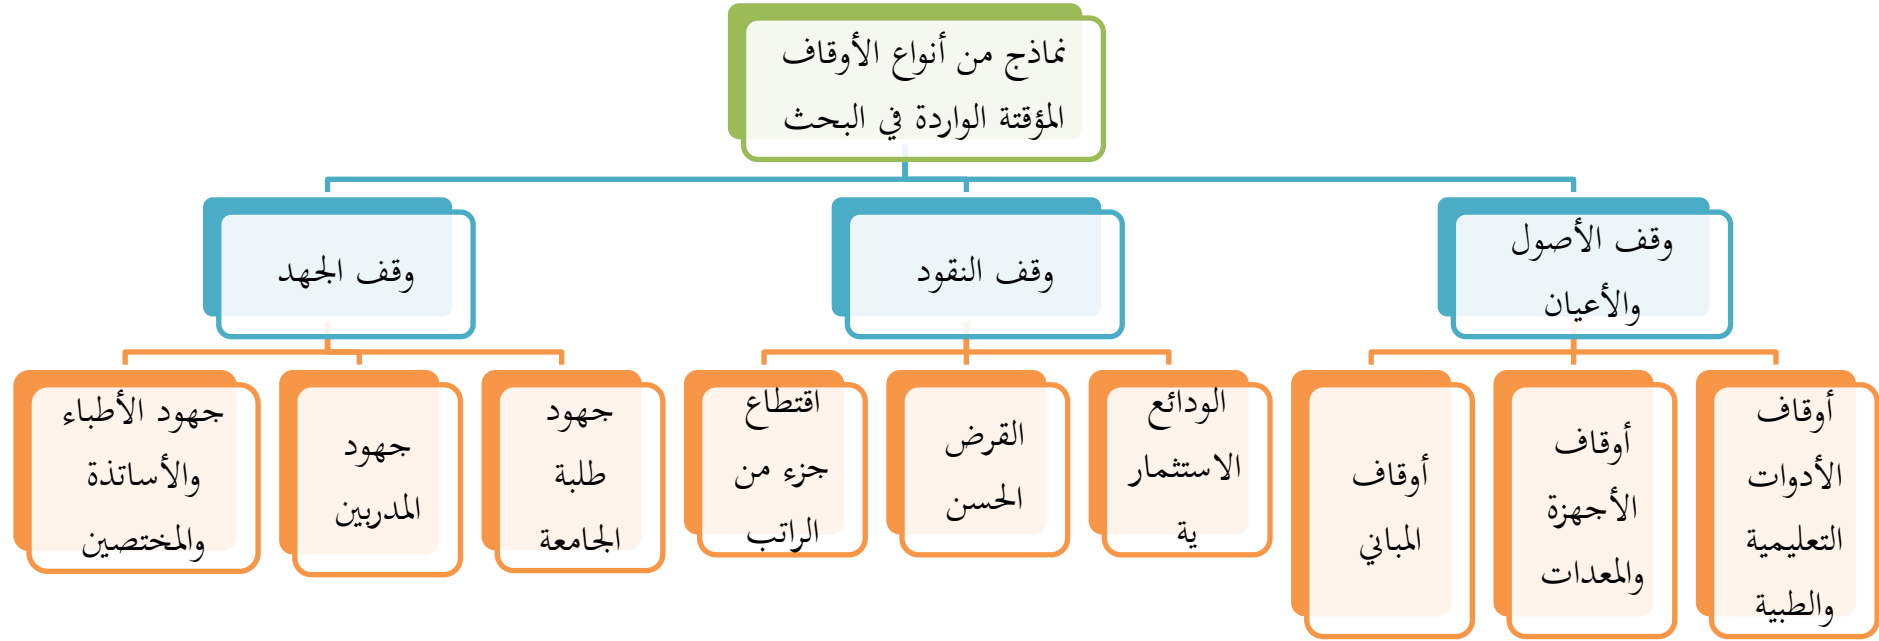 نماذج من أنواع الأوقاف
المؤقتة الواردة في البحث
وقف الأصول
والأعيان
وقف النقود
وقف الجهد
أوقاف
الأدوات
التعليمية
والطبية
أوقاف
الأجهزة
والمعدات
أوقاف
المباني
الودائع
الاستثمار
ية
القرض
الحسن
اقتطاع
جزء من
الراتب
جهود
طلبة
الجامعة
جهود
المدربين
جهود الأطباء
والأساتذة
والمختصين